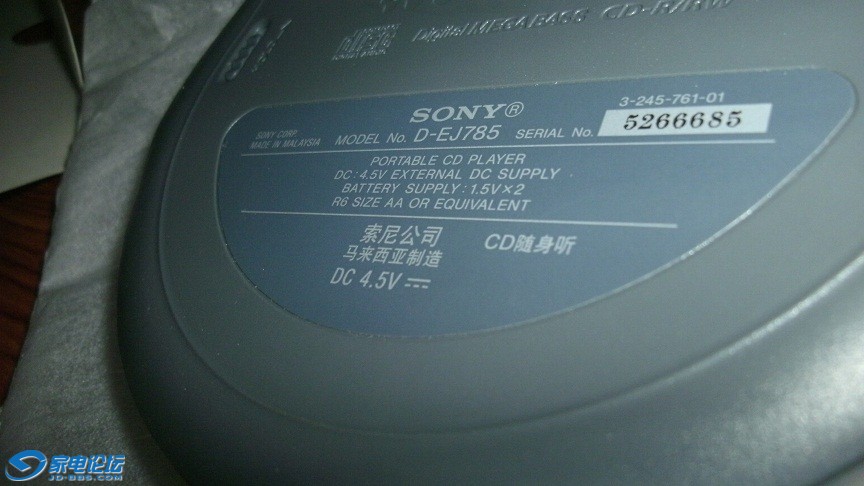 Digital MEGA BASS CD-R/RW
SONY®
3-245-761-01
SONY CORP.
MADE IN MALAYSIA
MODEL No. D-EJ785 SERIAL No. 5266685
PORTABLE CD PLAYER
DC : 4.5V EXTERNAL DC SUPPLY
BATTERY SUPPLY : 1.5V×2
R6 SIZE AA OR EQUIVALENT
索尼公司 CD随身听
马来西亚制造
DC 4.5V
家电论坛
JD-BBS.COM